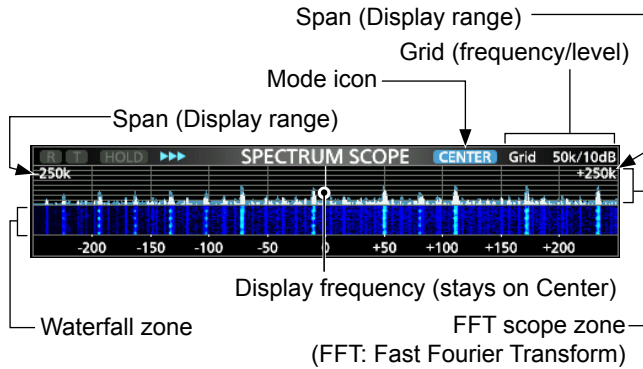 Span (Display range)
Grid (frequency/level)
Mode icon
Span (Display range)
R T HOLD SPECTRUM SCOPE CENTER Grid 50k/10dB
-250k +250k
-200 -150 -100 -50 0 +50 +100 +150 +200
Display frequency (stays on Center)
Waterfall zone
FFT scope zone
(FFT: Fast Fourier Transform)